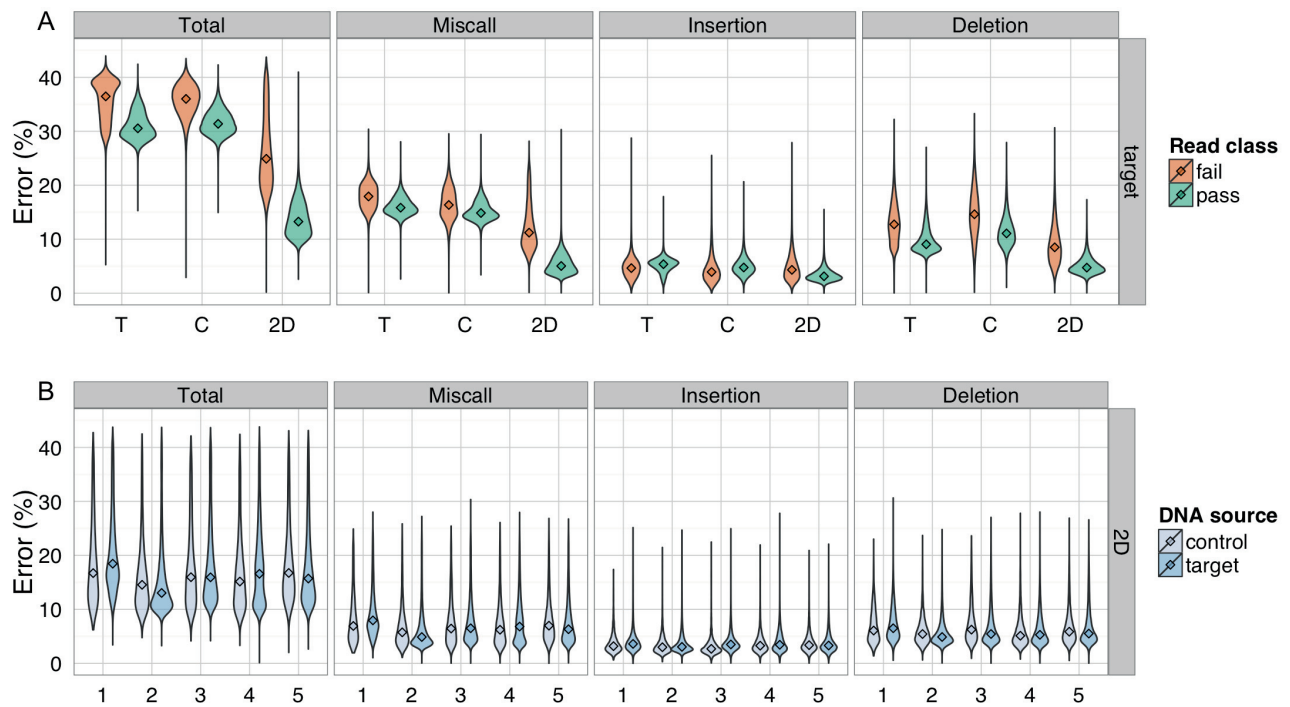 A
Total Miscall Insertion Deletion
40
30
20
10
0
Error (%)
target
T C 2D T C 2D T C 2D T C 2D
Read class
fail
pass
B
Total Miscall Insertion Deletion
40
30
20
10
0
Error (%)
2D
1 2 3 4 5 1 2 3 4 5 1 2 3 4 5 1 2 3 4 5
DNA source
control
target